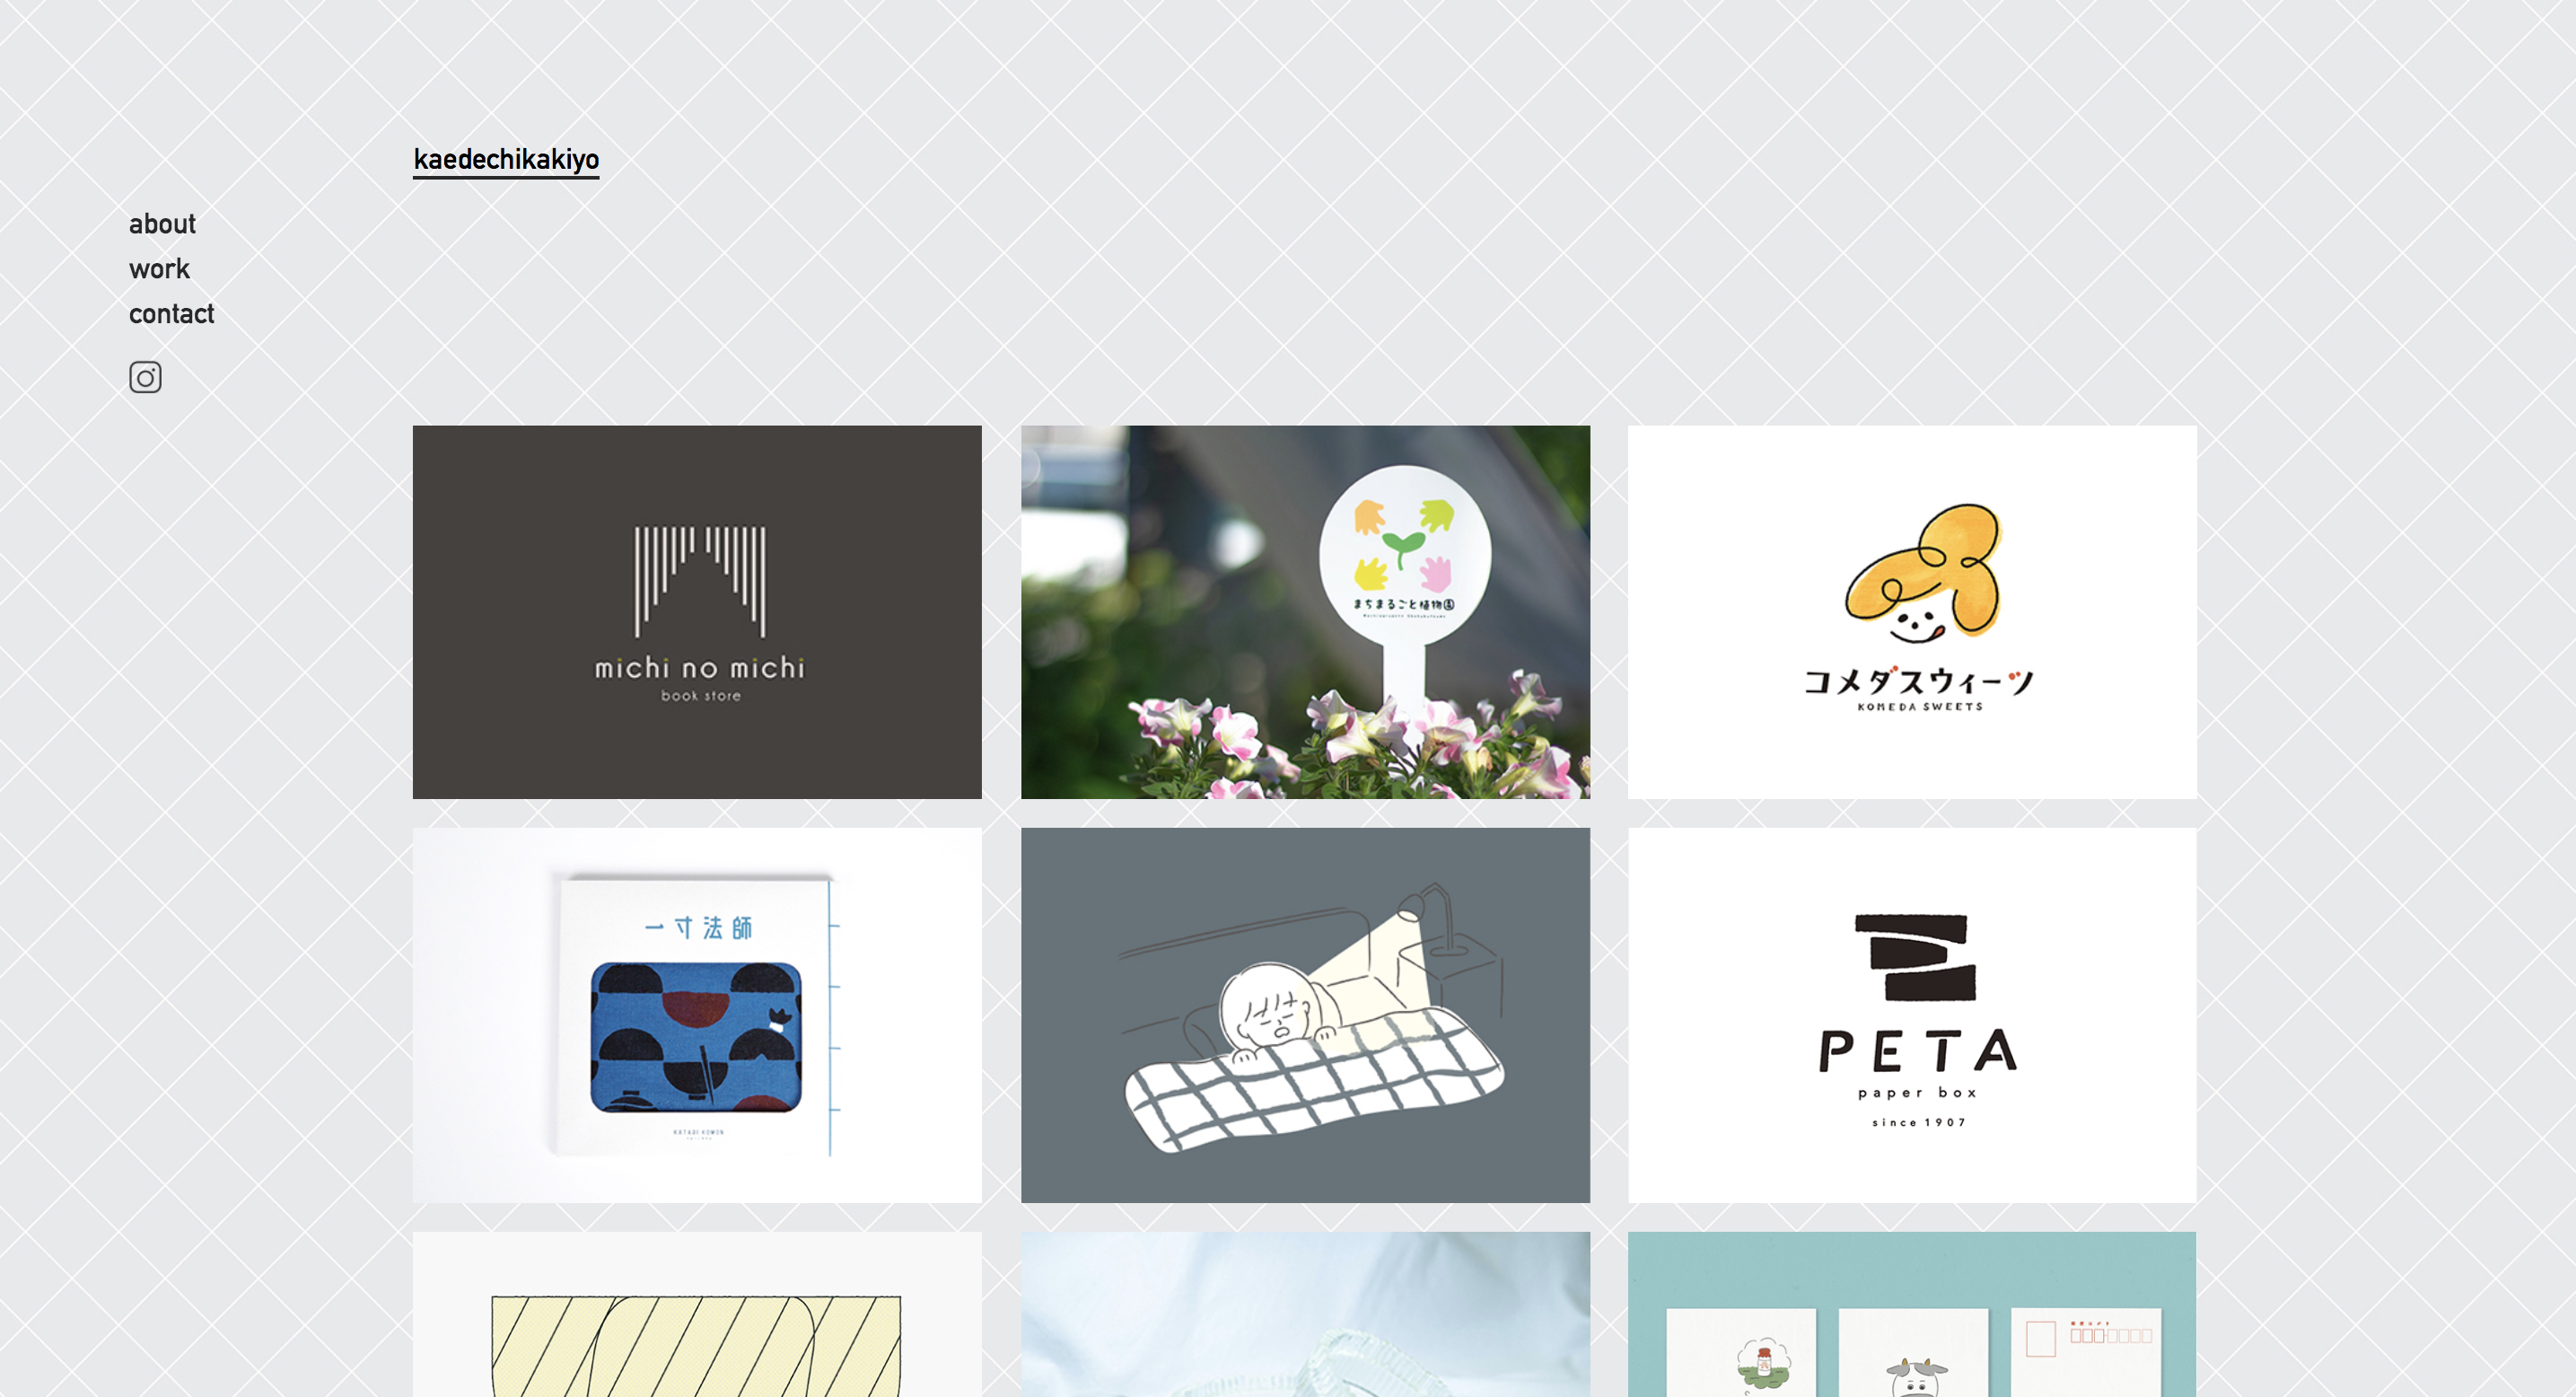 kaedechikakiyo
about
work
contact
michi no michi
book store
まちまるごと植物園
コメダスウィーツ
KOMEDA SWEETS
一寸法師
KATAGI KOMON
PETA
paper box
since 1907